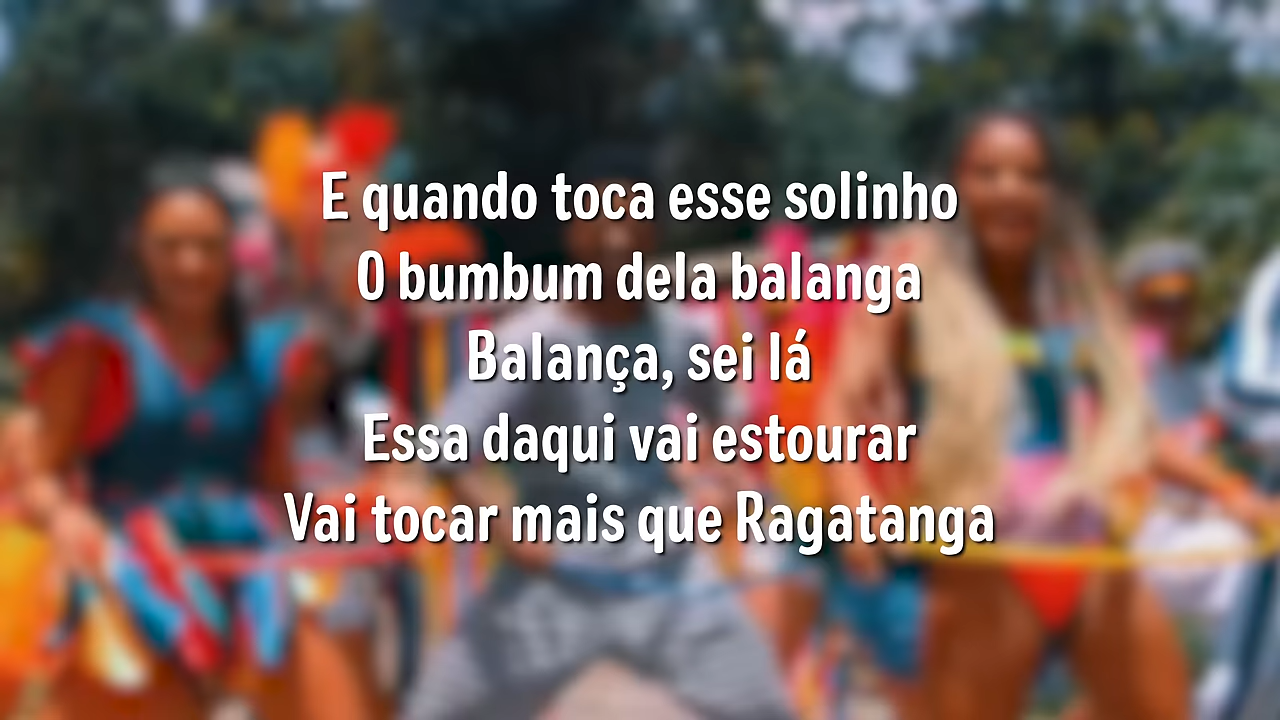 E quando toca esse solinho
O bumbum dela balanga
Balança, sei lá
Essa daqui vai estourar
Vai tocar mais que Ragatanga